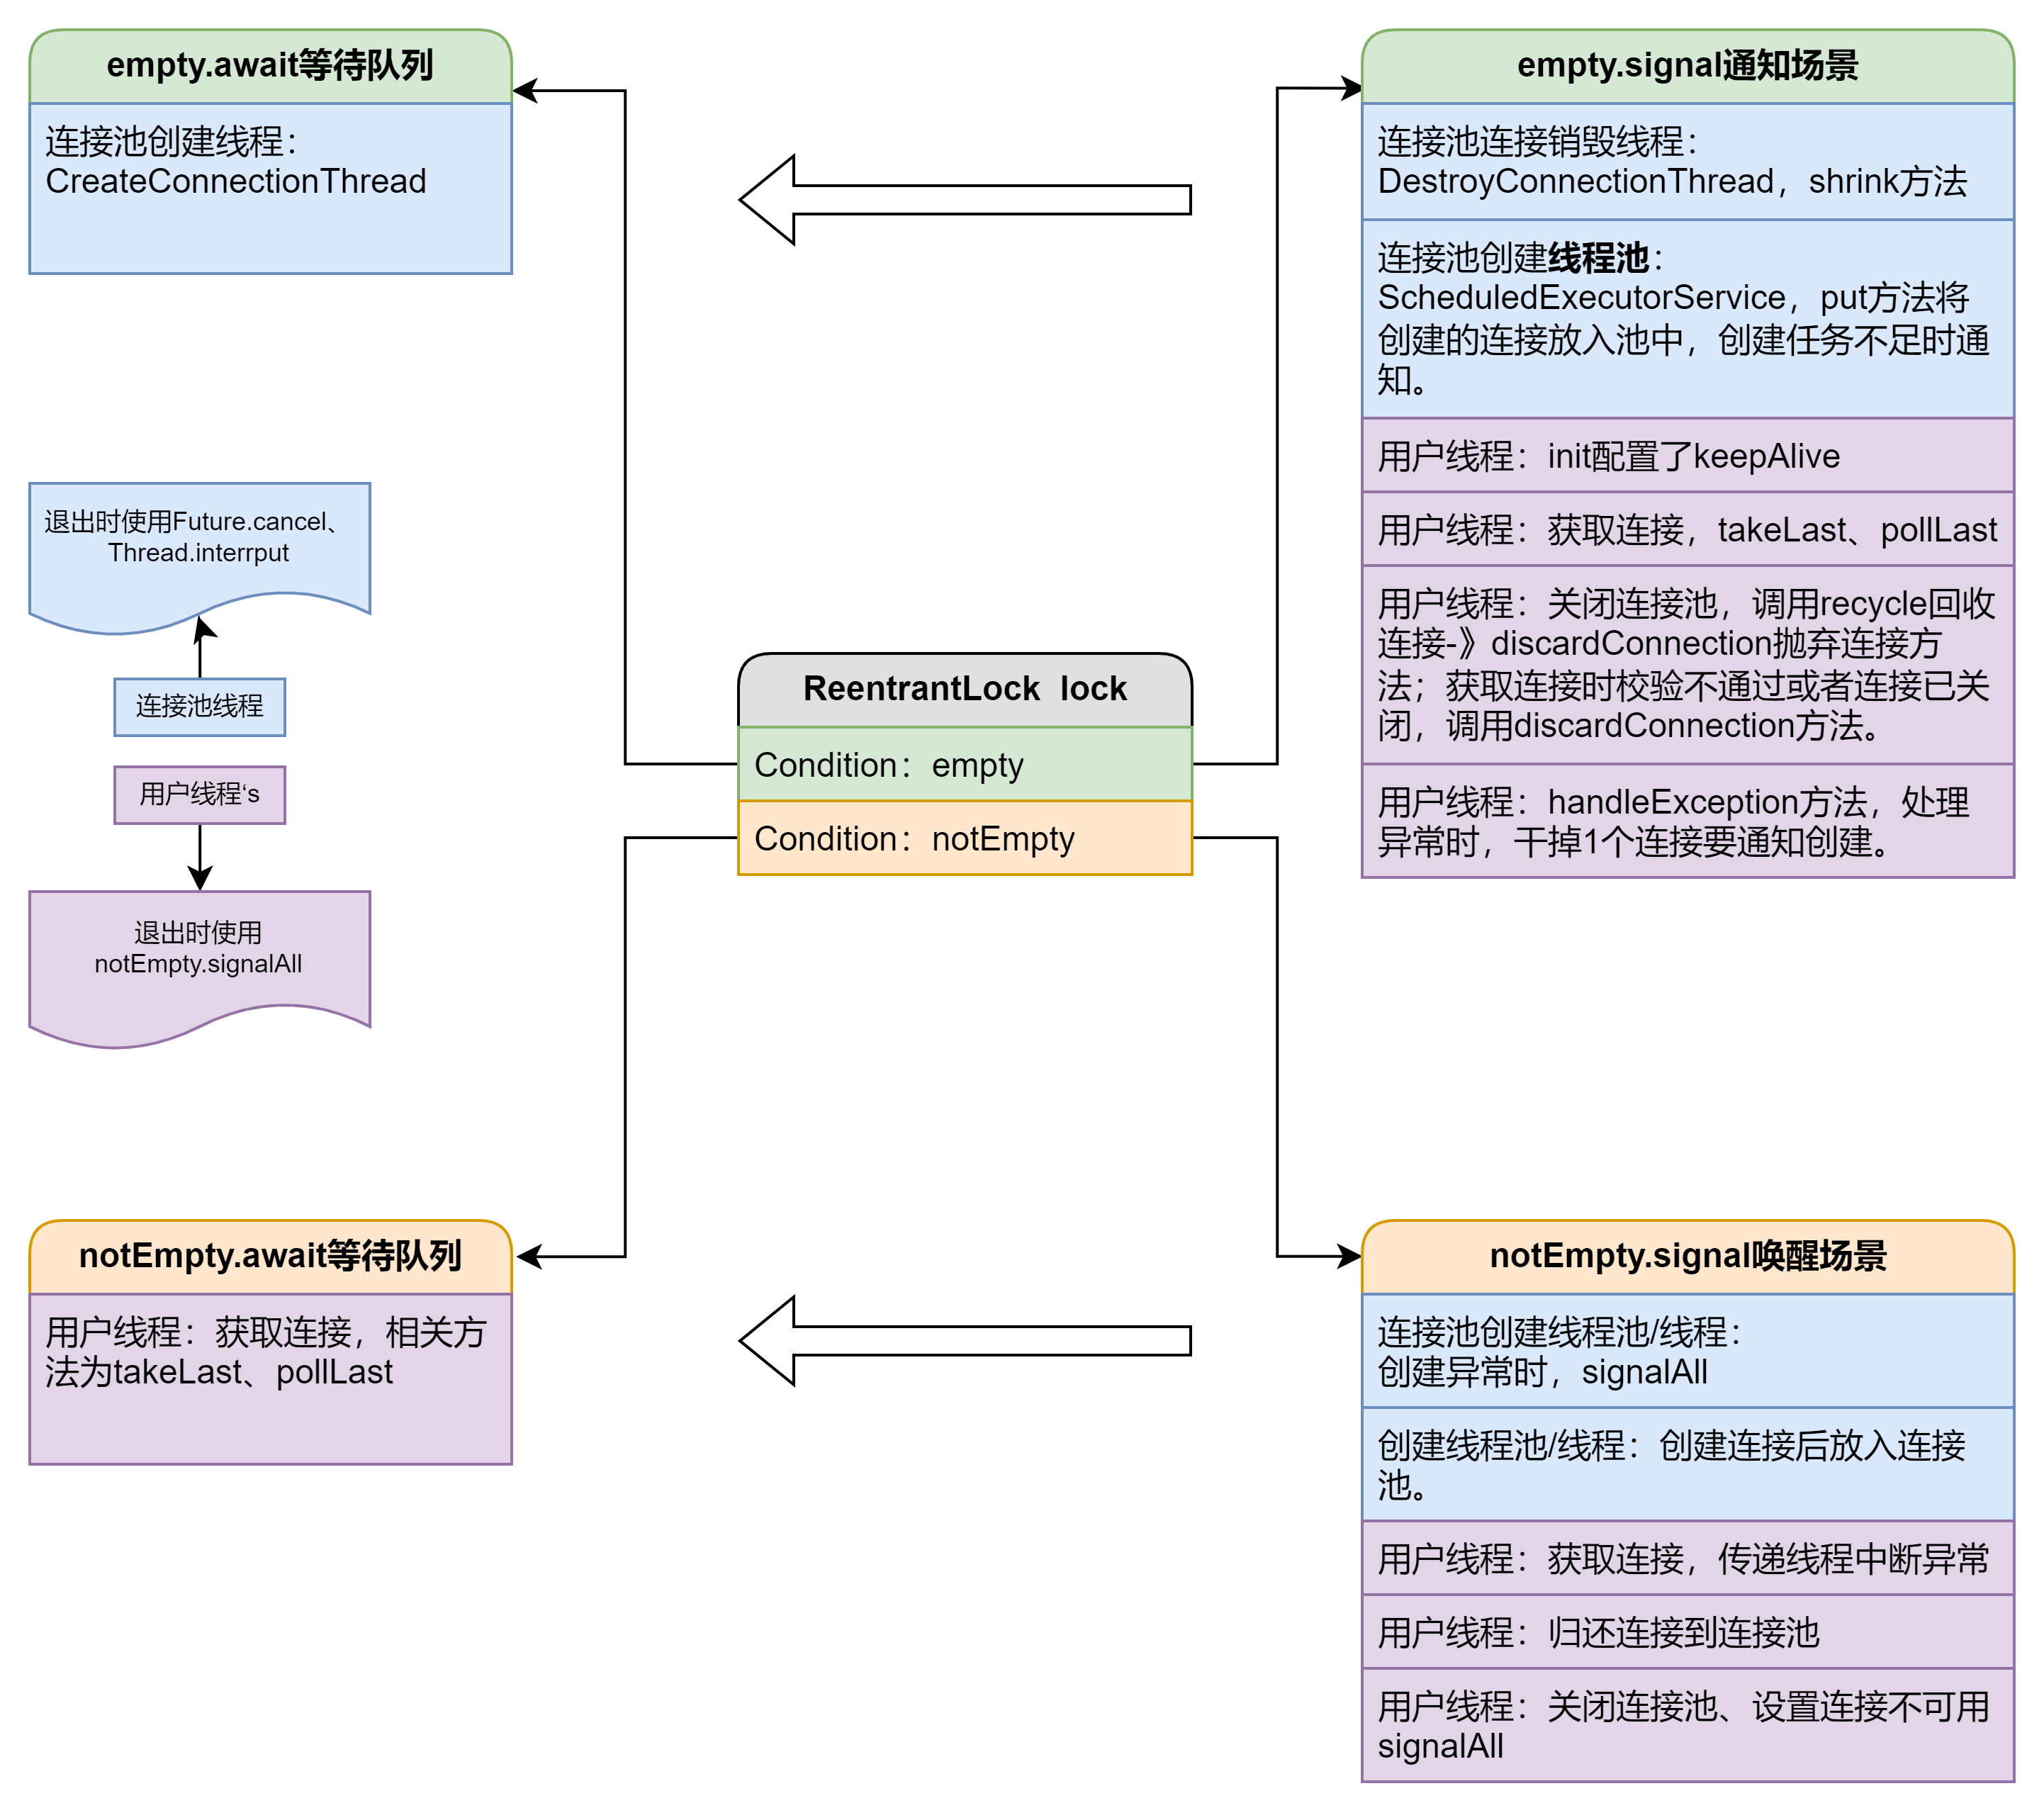 empty.await等待队列
连接池创建线程：
CreateConnectionThread
退出时使用Future.cancel、
Thread.interrput
连接池线程
用户线程‘s
退出时使用
notEmpty.signalAll
notEmpty.await等待队列
用户线程：获取连接，相关方
法为takeLast、pollLast
ReentrantLock lock
Condition：empty
Condition：notEmpty
empty.signal通知场景
连接池连接销毁线程：
DestroyConnectionThread，shrink方法
连接池创建线程池：
ScheduledExecutorService，put方法将
创建的连接放入池中，创建任务不足时通
知。
用户线程：init配置了keepAlive
用户线程：获取连接，takeLast、pollLast
用户线程：关闭连接池，调用recycle回收
连接-》discardConnection抛弃连接方
法；获取连接时校验不通过或者连接已关
闭，调用discardConnection方法。
用户线程：handleException方法，处理
异常时，干掉1个连接要通知创建。
notEmpty.signal唤醒场景
连接池创建线程池/线程：
创建异常时，signalAll
创建线程池/线程：创建连接后放入连接
池。
用户线程：获取连接，传递线程中断异常
用户线程：归还连接到连接池
用户线程：关闭连接池、设置连接不可用
signalAll